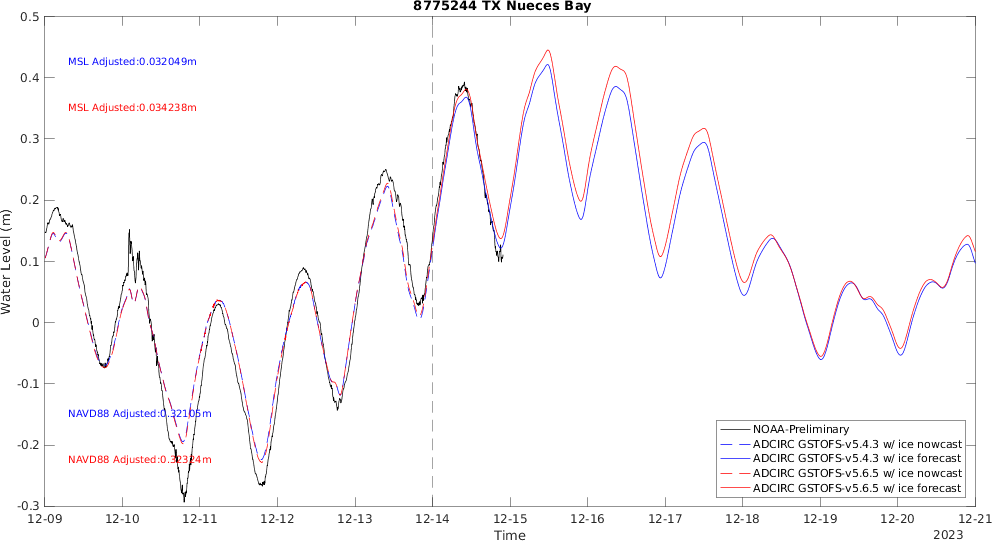 8775244 TX Nueces Bay
0.5
MSL Adjusted:0.032049m
0.4
MSL Adjusted:0.034238m
0.3
0.2
0.1
0
-0.1
NAVD88 Adjusted:0.32105m
-0.2
NAVD88 Adjusted:0.32324m
-0.3
Water Level (m)
NOAA-Preliminary
ADCIRC GSTOFS-v5.4.3 w/ ice nowcast
ADCIRC GSTOFS-v5.4.3 w/ ice forecast
ADCIRC GSTOFS-v5.6.5 w/ ice nowcast
ADCIRC GSTOFS-v5.6.5 w/ ice forecast
12-09 12-10 12-11 12-12 12-13 12-14 12-15 12-16 12-17 12-18 12-19 12-20 12-21
Time
2023